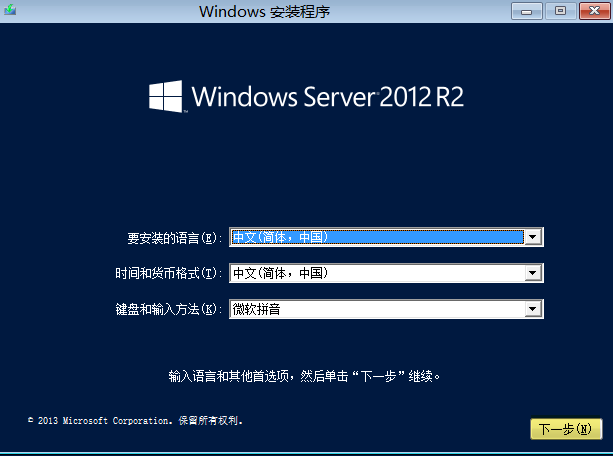 Windows 安装程序
Windows Server 2012 R2
要安装的语言(E): 中文(简体，中国)
时间和货币格式(T): 中文(简体，中国)
键盘和输入方法(K): 微软拼音
输入语言和其他首选项，然后单击“下一步”继续。
© 2013 Microsoft Corporation. 保留所有权利.
下一步(N)